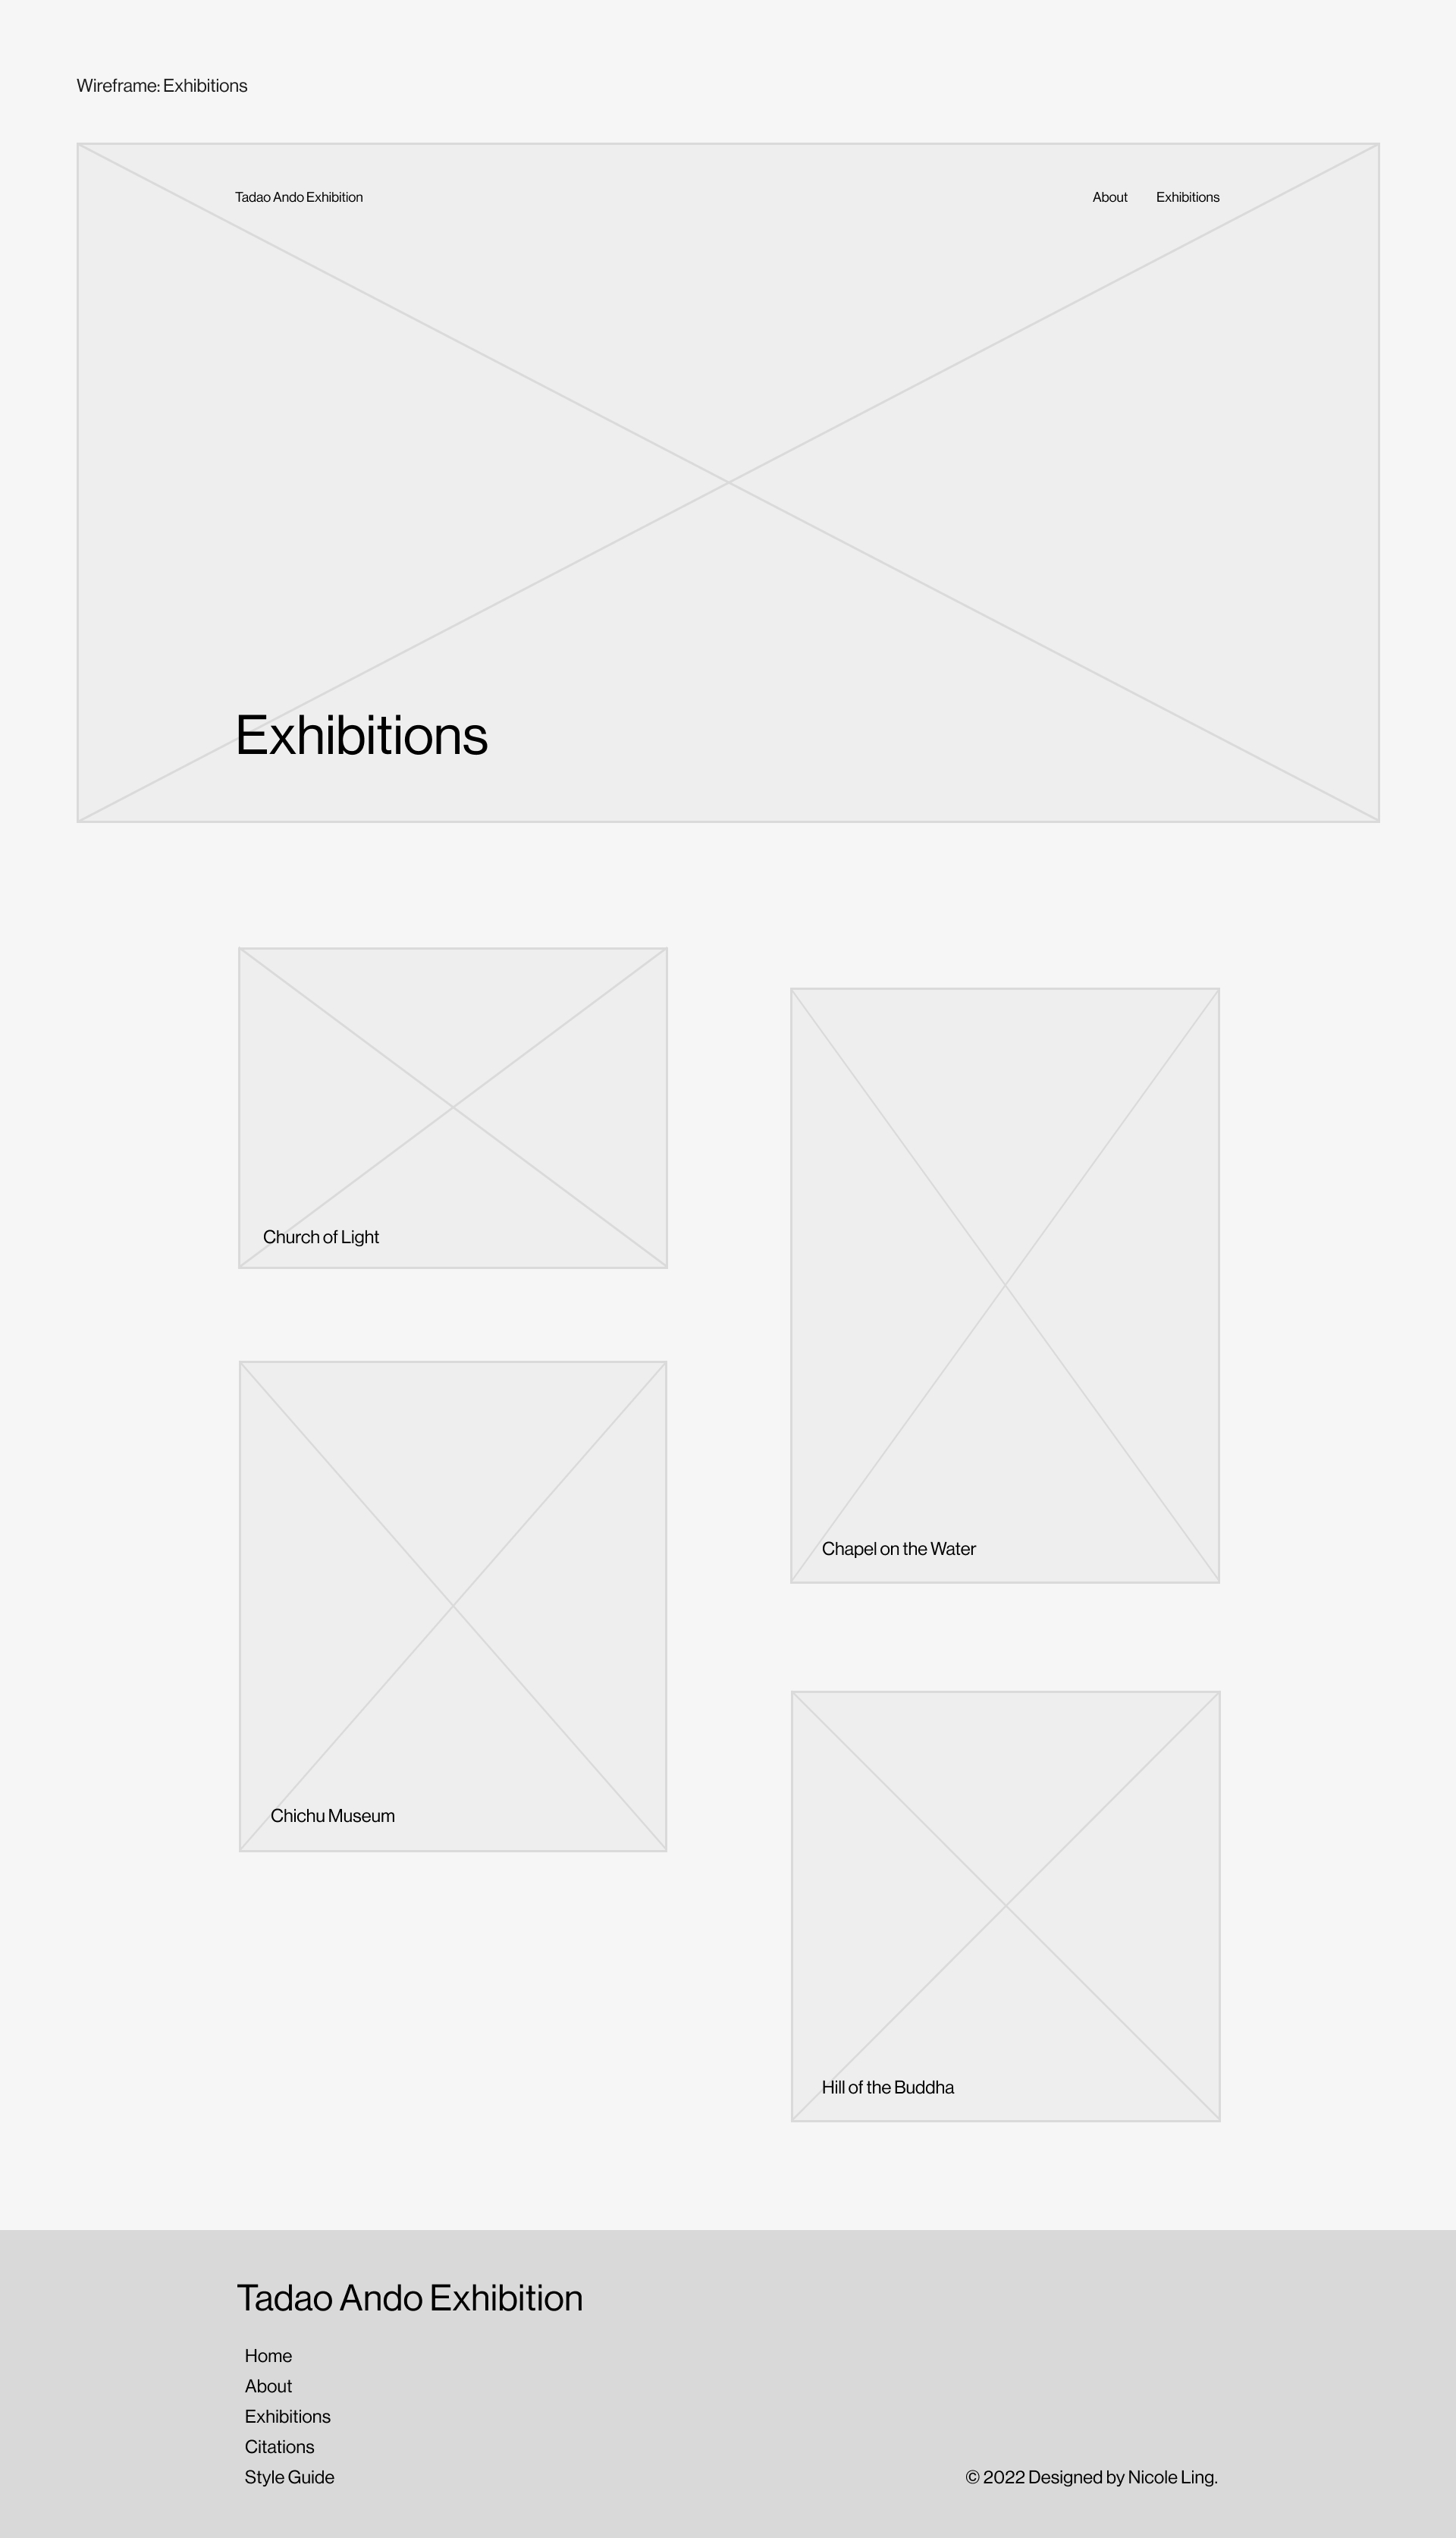 Wireframe: Exhibitions
Tadao Ando Exhibition
About
Exhibitions
Exhibitions
Church of Light
Chapel on the Water
Chichu Museum
Hill of the Buddha
Tadao Ando Exhibition
Home
About
Exhibitions
Citations
Style Guide
© 2022 Designed by Nicole Ling.